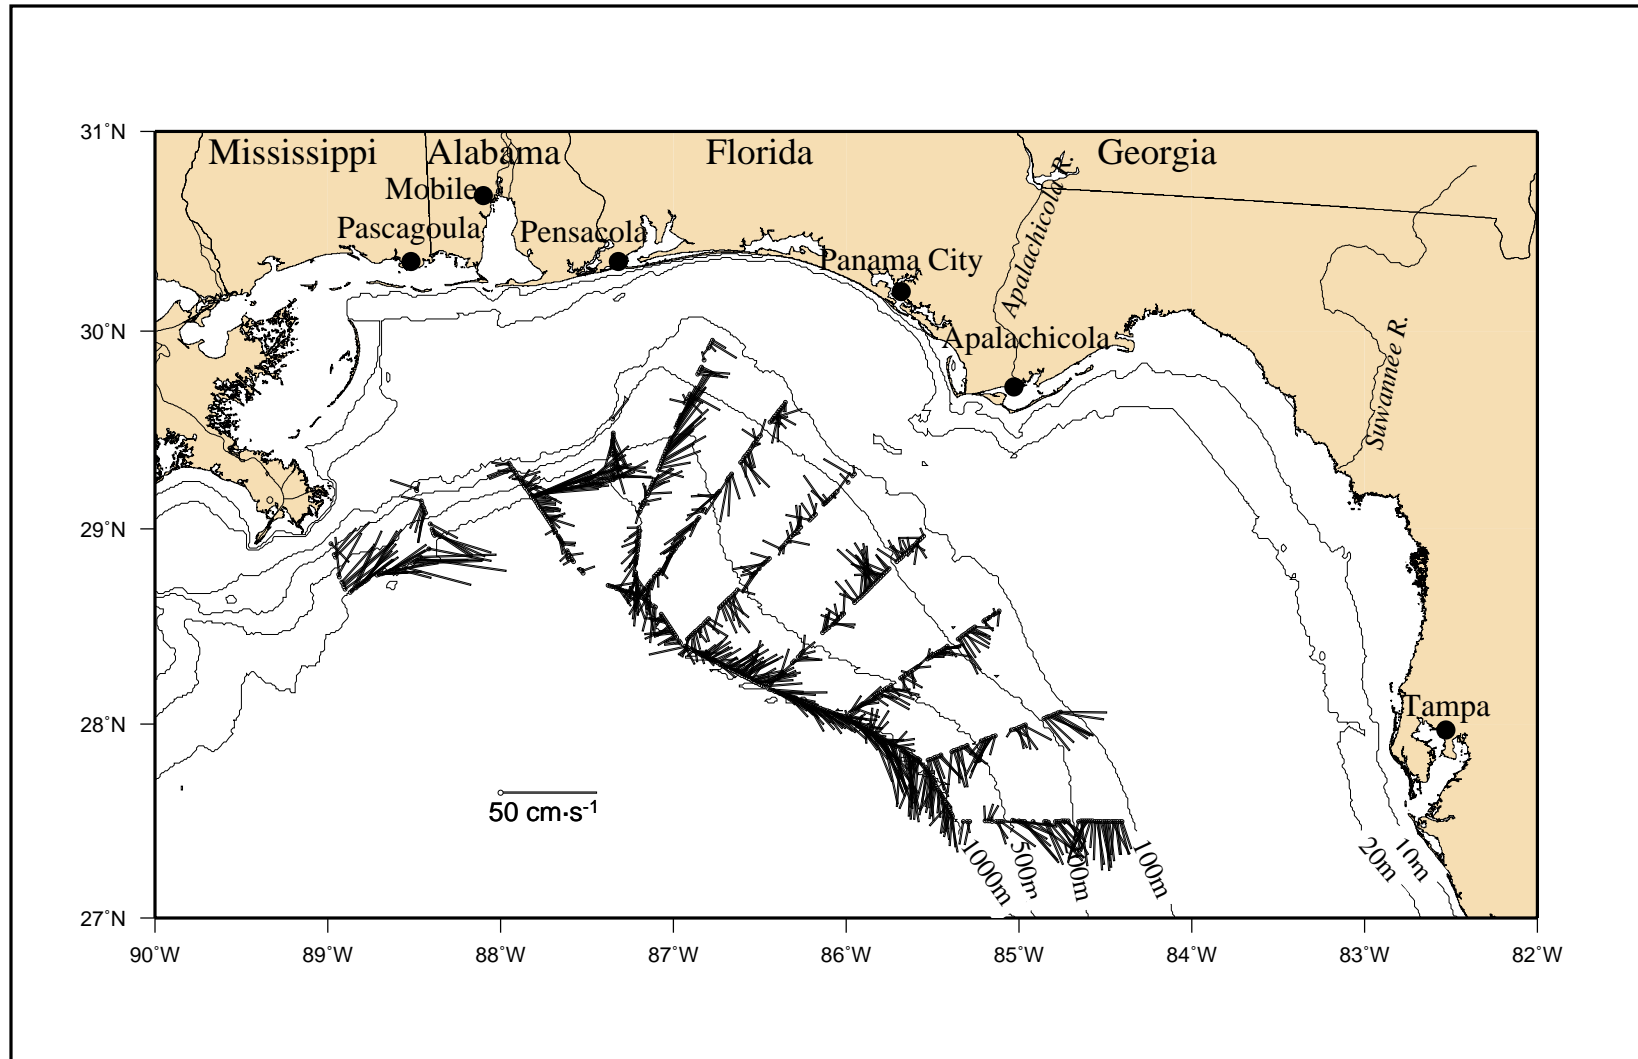 31°N
30°N
29°N
28°N
27°N
90°W
89°W
88°W
87°W
86°W
85°W
84°W
83°W
82°W
Mississippi
Alabama
Florida
Georgia
Mobile
Pascagoula
Pensacola
Panama City
Apalachicola
Apalachicola R.
Suwannee R.
Tampa
50 cm·s-1
1000m
500m
100m
20m
10m